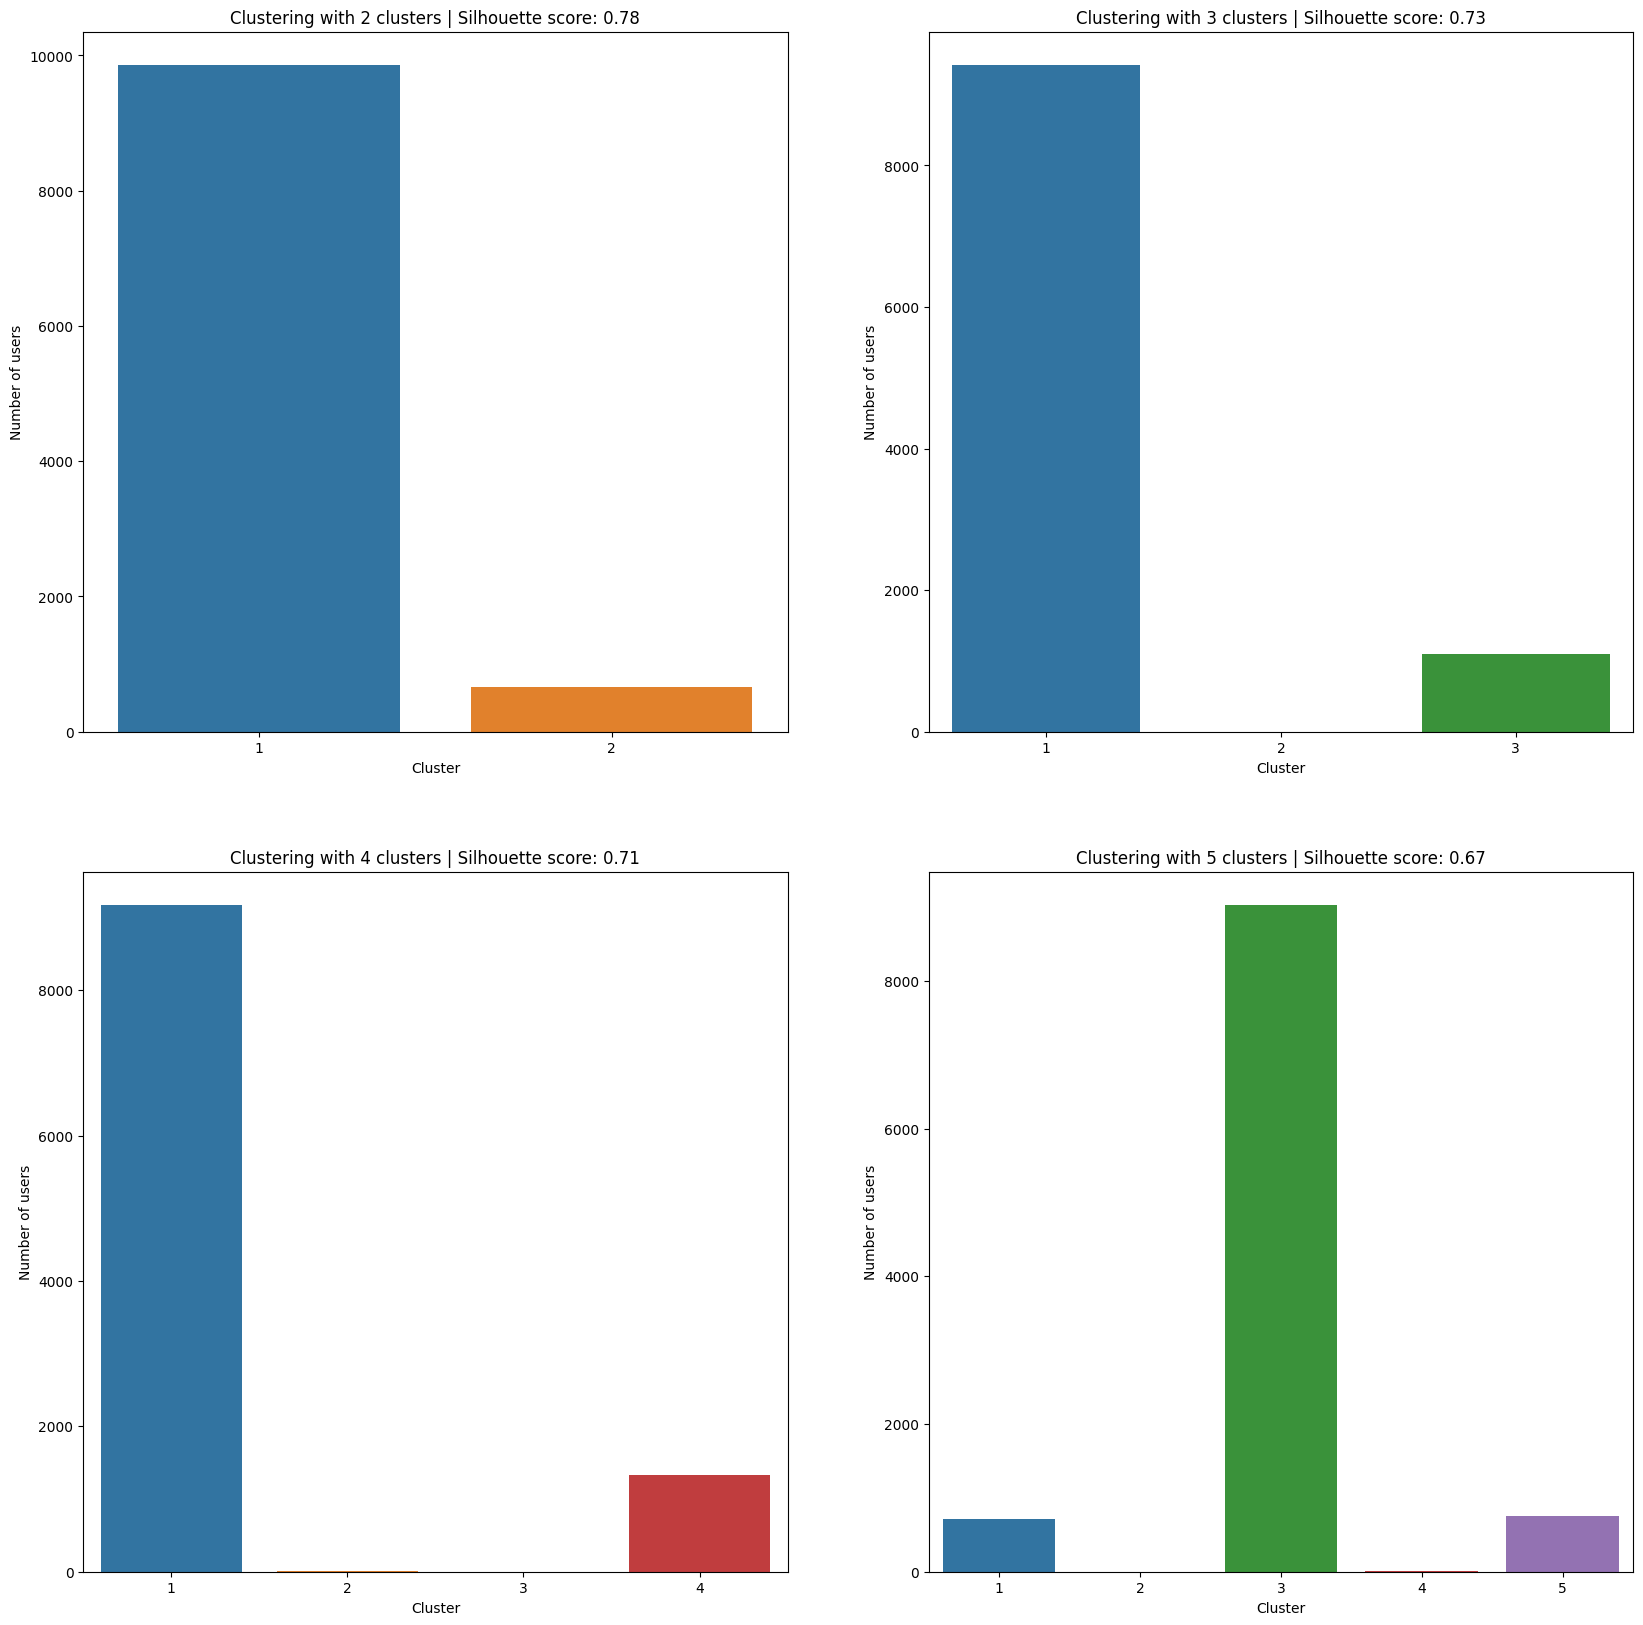 Clustering with 2 clusters | Silhouette score: 0.78
10000
8000
6000
4000
2000
0
Number of users
1 2
Cluster
Clustering with 3 clusters | Silhouette score: 0.73
8000
6000
4000
2000
0
Number of users
1 2 3
Cluster
Clustering with 4 clusters | Silhouette score: 0.71
8000
6000
4000
2000
0
Number of users
1 2 3 4
Cluster
Clustering with 5 clusters | Silhouette score: 0.67
8000
6000
4000
2000
0
Number of users
1 2 3 4 5
Cluster